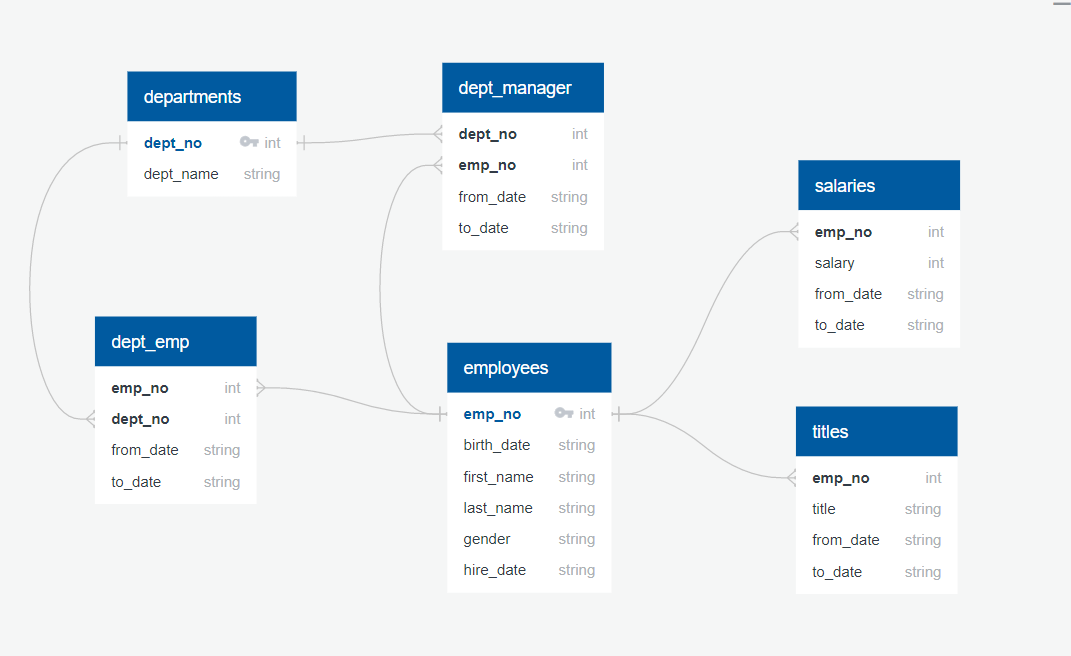 departments
dept_no int
dept_name string
dept_manager
dept_no int
emp_no int
from_date string
to_date string
salaries
emp_no int
salary int
from_date string
to_date string
dept_emp
emp_no int
dept_no int
from_date string
to_date string
employees
emp_no int
birth_date string
first_name string
last_name string
gender string
hire_date string
titles
emp_no int
title string
from_date string
to_date string